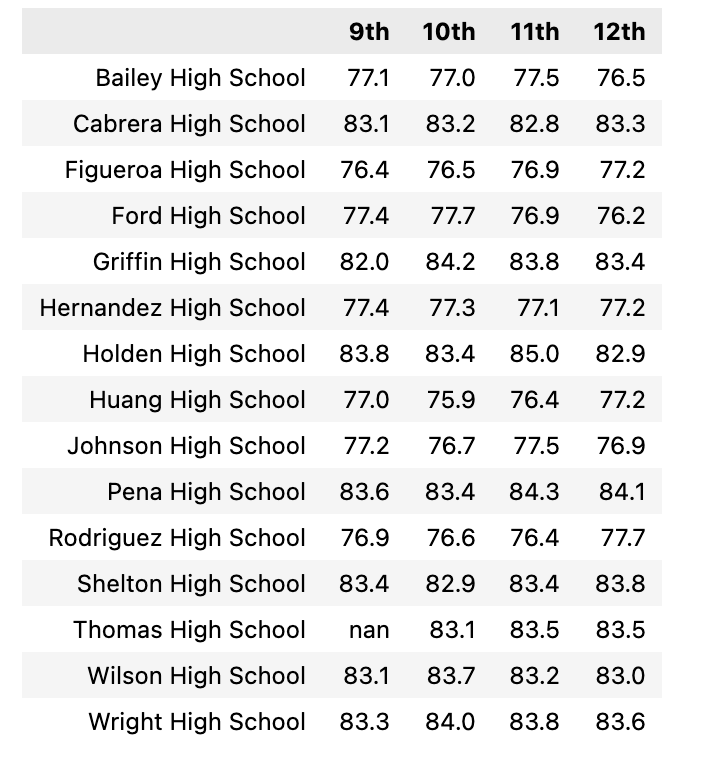 9th 10th 11th 12th
Bailey High School 77.1 77.0 77.5 76.5
Cabrera High School 83.1 83.2 82.8 83.3
Figueroa High School 76.4 76.5 76.9 77.2
Ford High School 77.4 77.7 76.9 76.2
Griffin High School 82.0 84.2 83.8 83.4
Hernandez High School 77.4 77.3 77.1 77.2
Holden High School 83.8 83.4 85.0 82.9
Huang High School 77.0 75.9 76.4 77.2
Johnson High School 77.2 76.7 77.5 76.9
Pena High School 83.6 83.4 84.3 84.1
Rodriguez High School 76.9 76.6 76.4 77.7
Shelton High School 83.4 82.9 83.4 83.8
Thomas High School nan 83.1 83.5 83.5
Wilson High School 83.1 83.7 83.2 83.0
Wright High School 83.3 84.0 83.8 83.6